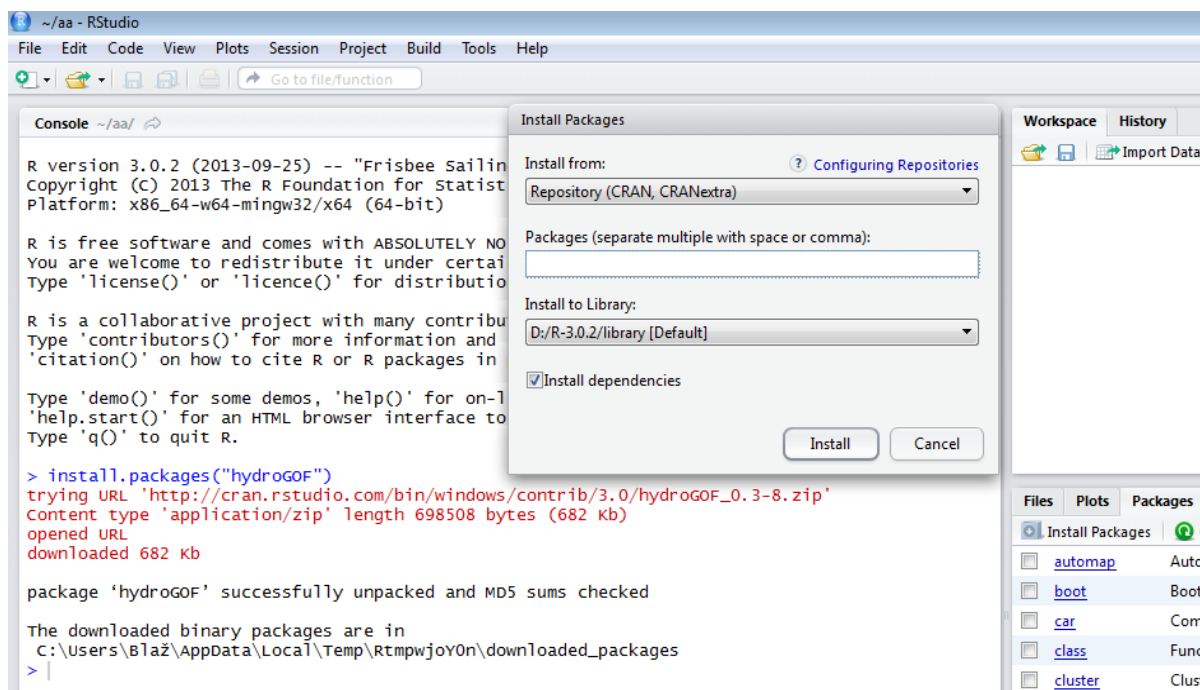 ~/aa - RStudio
File Edit Code View Plots Session Project Build Tools Help
Go to file/function
Console ~/aa/
R version 3.0.2 (2013-09-25) -- "Frisbee Sailin
Copyright (C) 2013 The R Foundation for Statist
Platform: x86_64-w64-mingw32/x64 (64-bit)
R is free software and comes with ABSOLUTELY NO
You are welcome to redistribute it under certai
Type 'license()' or 'licence()' for distributio
R is a collaborative project with many contribu
Type 'contributors()' for more information and
'citation()' on how to cite R or R packages in
Type 'demo()' for some demos, 'help()' for on-l
'help.start()' for an HTML browser interface to
Type 'q()' to quit R.
> install.packages("hydroGOF")
trying URL 'http://cran.rstudio.com/bin/windows/contrib/3.0/hydroGOF_0.3-8.zip'
Content type 'application/zip' length 698508 bytes (682 Kb)
opened URL
downloaded 682 Kb
package ‘hydroGOF’ successfully unpacked and MD5 sums checked
The downloaded binary packages are in
C:\Users\Blaž\AppData\Local\Temp\RtmpwjoYOn\downloaded_packages
>
Install Packages
Install from:
? Configuring Repositories
Repository (CRAN, CRANextra)
Packages (separate multiple with space or comma):
Install to Library:
D:/R-3.0.2/library [Default]
Install dependencies
Install Cancel
Workspace History
Import Data
Files Plots Packages
Install Packages
automap Auto
boot Boot
car Com
class Func
cluster Clus